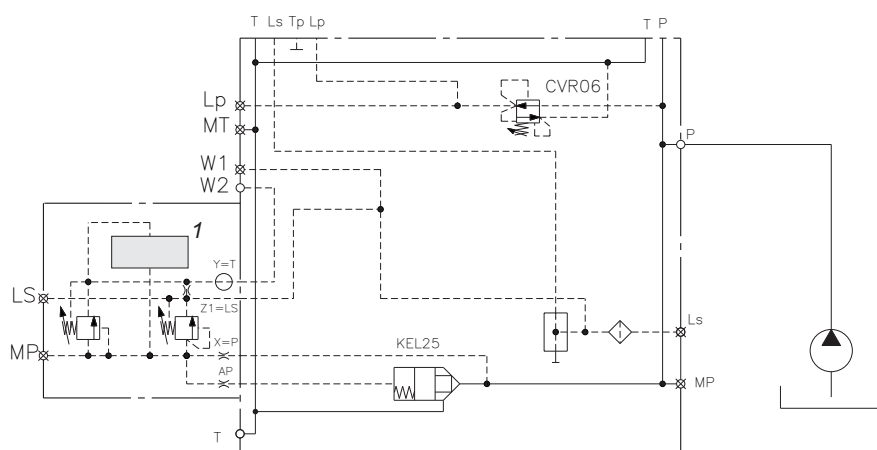 T Ls Tp Lp T P
CVR06
Lp
MT
P
W1
W2
1
Y=T
LS
Z1=LS
Ls
X=P
KEL25
MP
AP
MP
T